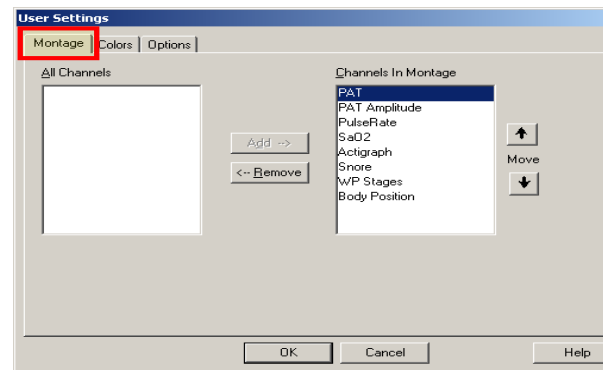 User Settings
Montage Colors Options
All Channels
Channels In Montage
PAT
PAT Amplitude
PulseRate
SaO2
Actigraph
Snore
WP Stages
Body Position
Add -->
<-- Remove
Move
OK Cancel Help